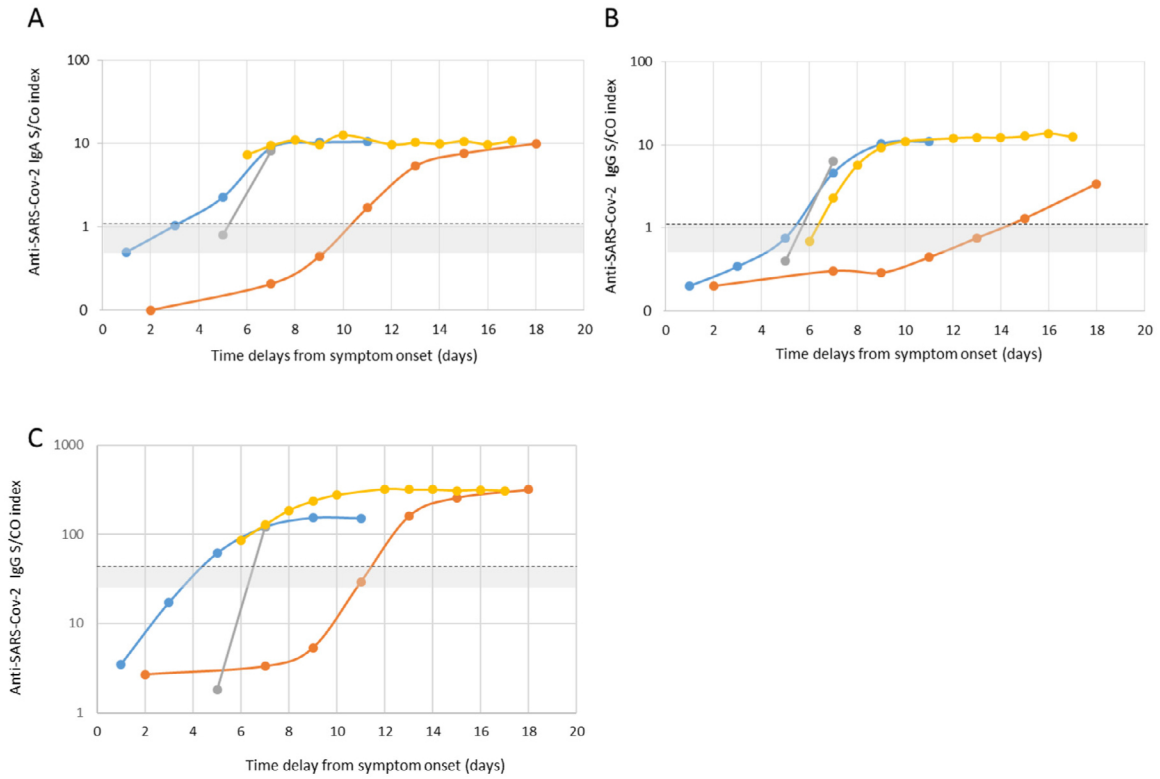 A
Anti-SARS-Cov-2 IgA S/Co index
100
10
1
0
0 2 4 6 8 10 12 14 16 18 20
Time delays from symptom onset (days)
B
Anti-SARS-Cov-2 IgG S/CO index
100
10
1
0
0 2 4 6 8 10 12 14 16 18 20
Time delays from symptom onset (days)
C
Anti-SARS-Cov-2 IgG S/CO index
1000
100
10
1
0 2 4 6 8 10 12 14 16 18 20
Time delay from symptom onset (days)